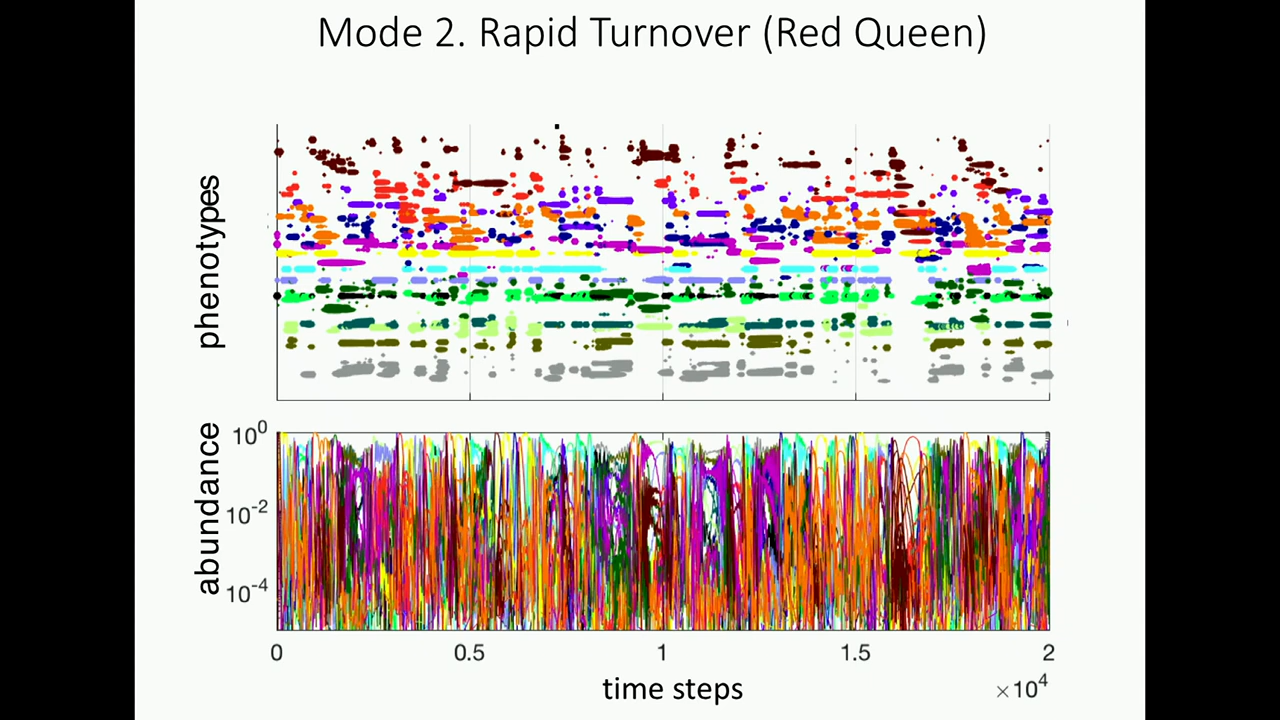 Mode 2. Rapid Turnover (Red Queen)
phenotypes
abundance
10^0
10^-2
10^-4
0 0.5 1 1.5 2
time steps
×10^4